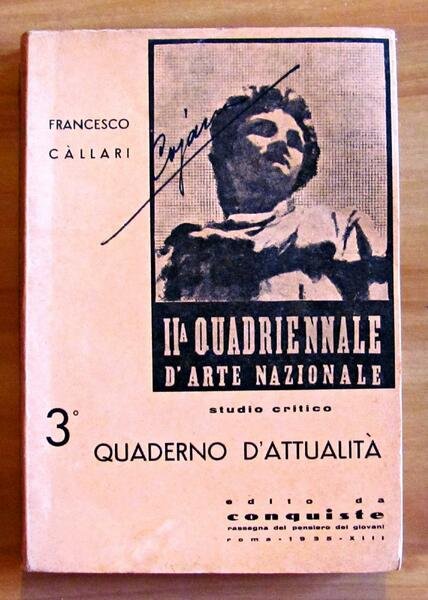 FRANCESCO
CÀLLARI
IIA QUADRIENNALE
D'ARTE NAZIONALE
studio critico
3°
QUADERNO D'ATTUALITÀ
edito da
conquiste
rassegna del pensiero dei giovani
roma-1935-XIII